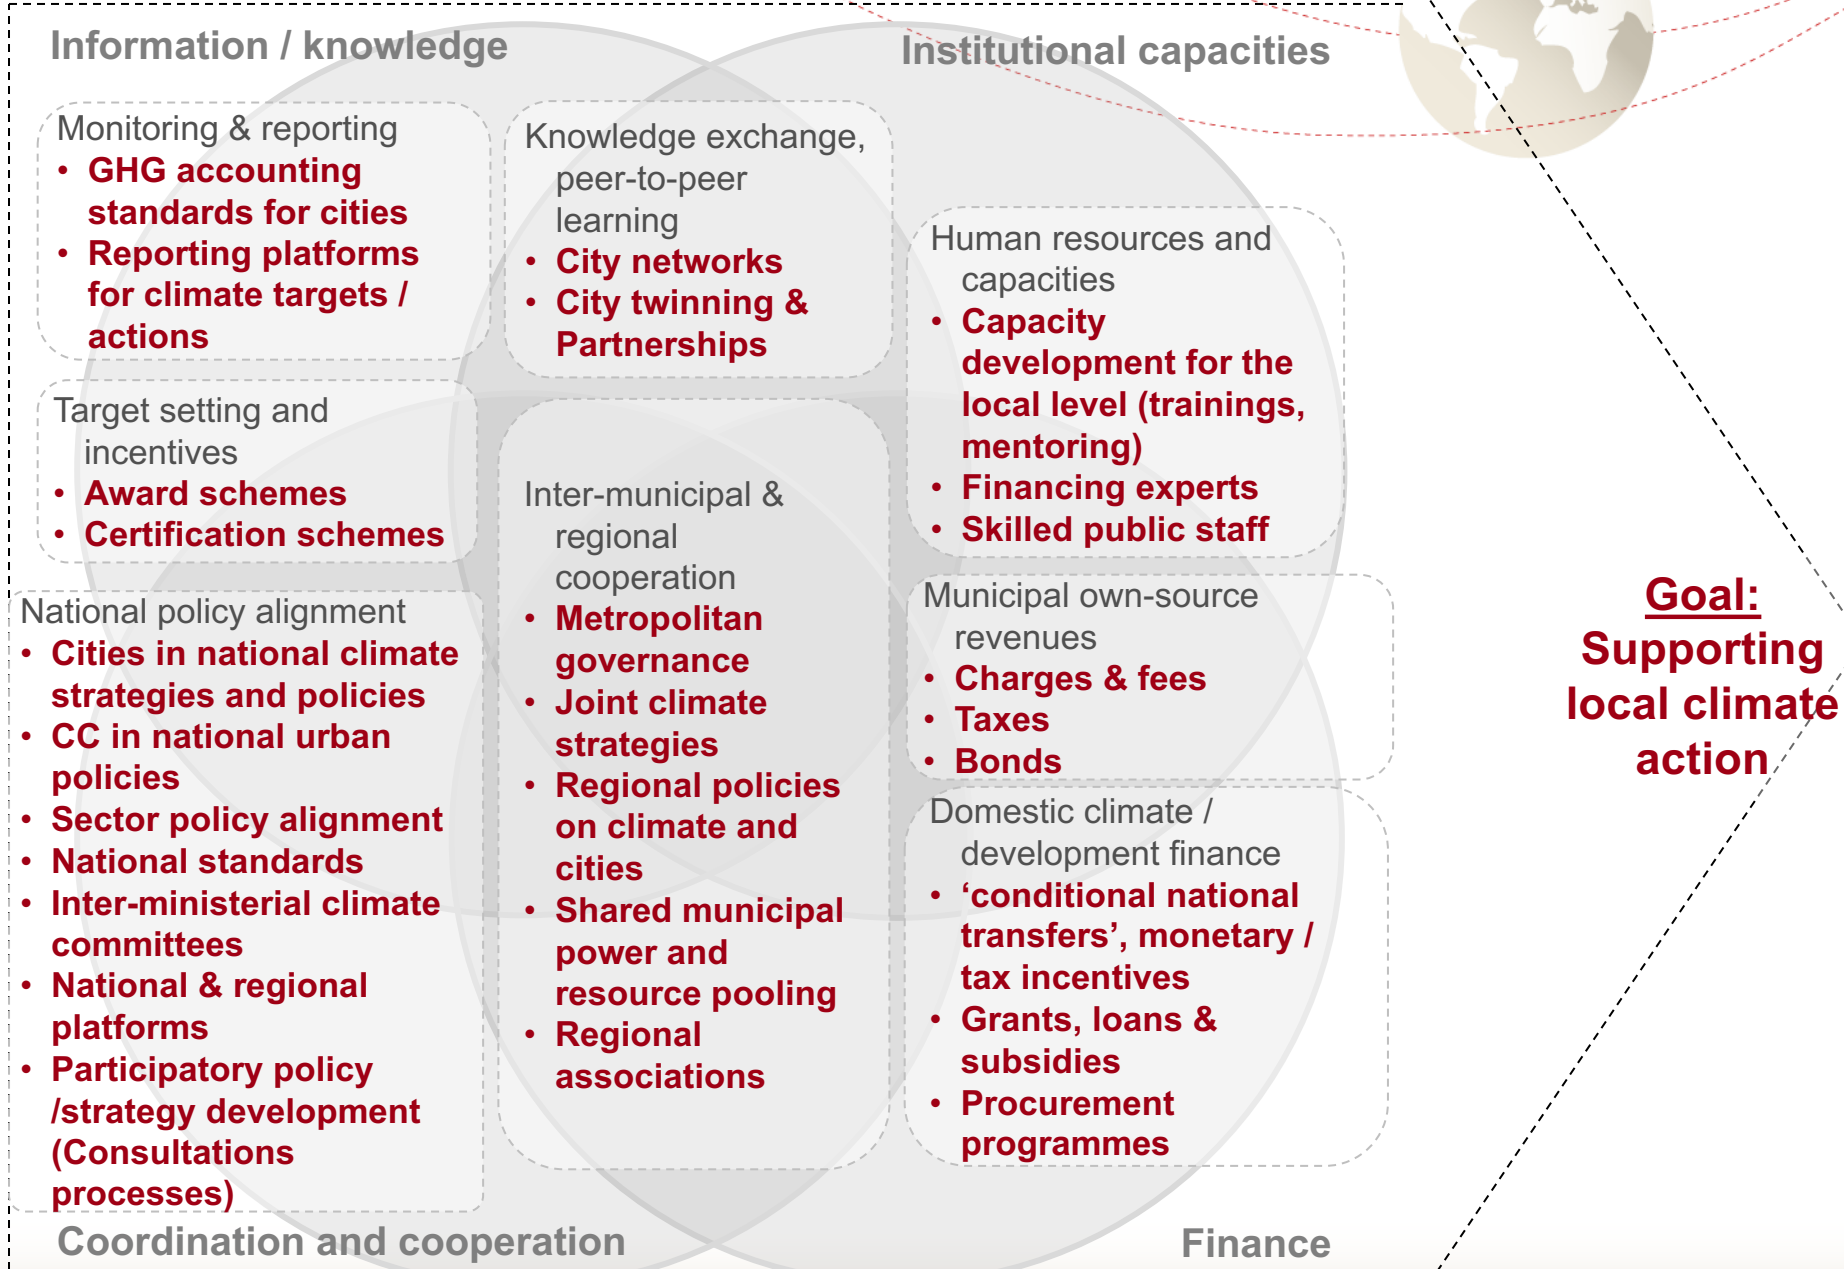 Information / knowledge
Institutional capacities
Monitoring & reporting
• GHG accounting
standards for cities
• Reporting platforms
for climate targets /
actions
Knowledge exchange,
peer-to-peer
learning
• City networks
• City twinning &
Partnerships
Human resources and
capacities
• Capacity
development for the
local level (trainings,
mentoring)
• Financing experts
• Skilled public staff
Target setting and
incentives
• Award schemes
• Certification schemes
Inter-municipal &
regional
cooperation
• Metropolitan
governance
• Joint climate
strategies
• Regional policies
on climate and
cities
• Shared municipal
power and
resource pooling
• Regional
associations
Municipal own-source
revenues
• Charges & fees
• Taxes
• Bonds
National policy alignment
• Cities in national climate
strategies and policies
• CC in national urban
policies
• Sector policy alignment
• National standards
• Inter-ministerial climate
committees
• National & regional
platforms
• Participatory policy
/strategy development
(Consultations
processes)
Domestic climate /
development finance
• ‘conditional national
transfers’, monetary /
tax incentives
• Grants, loans &
subsidies
• Procurement
programmes
Coordination and cooperation
Finance
Goal:
Supporting
local climate
action